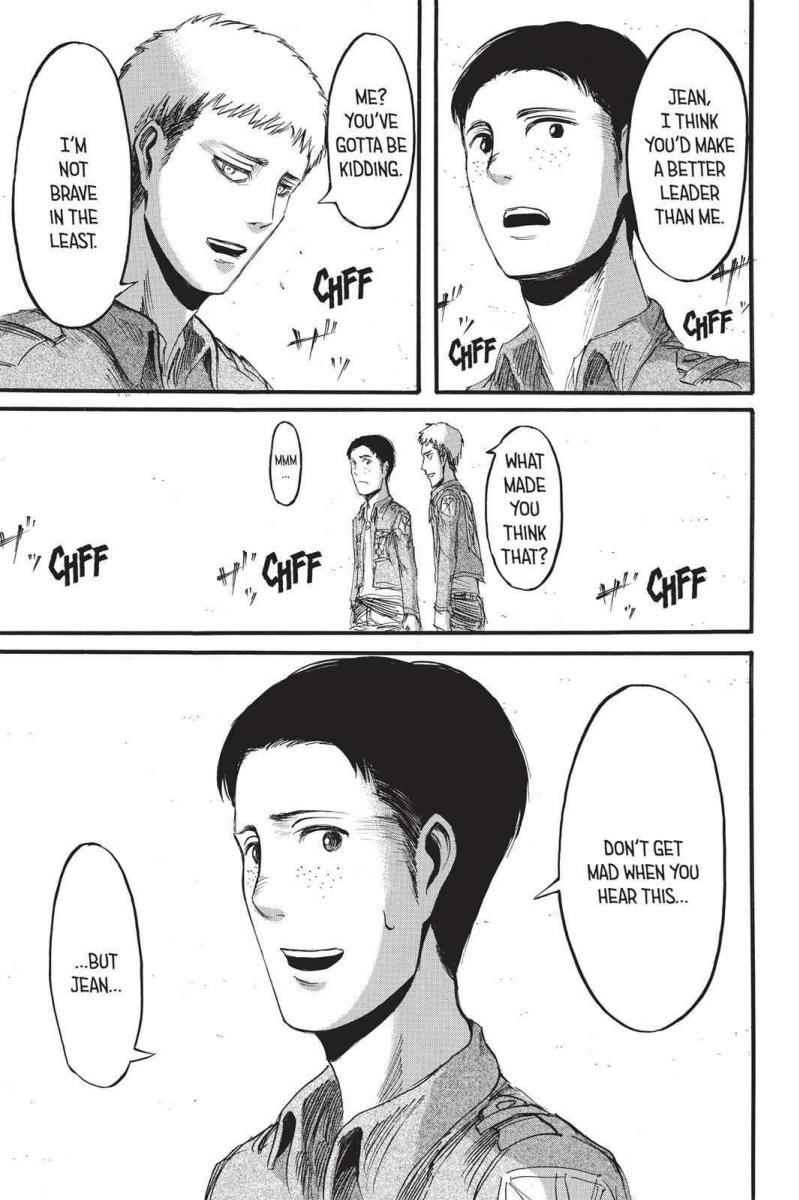 JEAN,
I THINK
YOU'D MAKE
A BETTER
LEADER
THAN ME.
CHFF
CHFF
ME?
YOU'VE
GOTTA BE
KIDDING.
I'M
NOT
BRAVE
IN THE
LEAST.
CHFF
WHAT
MADE
YOU
THINK
THAT?
MMM
...
CHFF
CHFF
CHFF
DON'T GET
MAD WHEN YOU
HEAR THIS...
...BUT
JEAN...